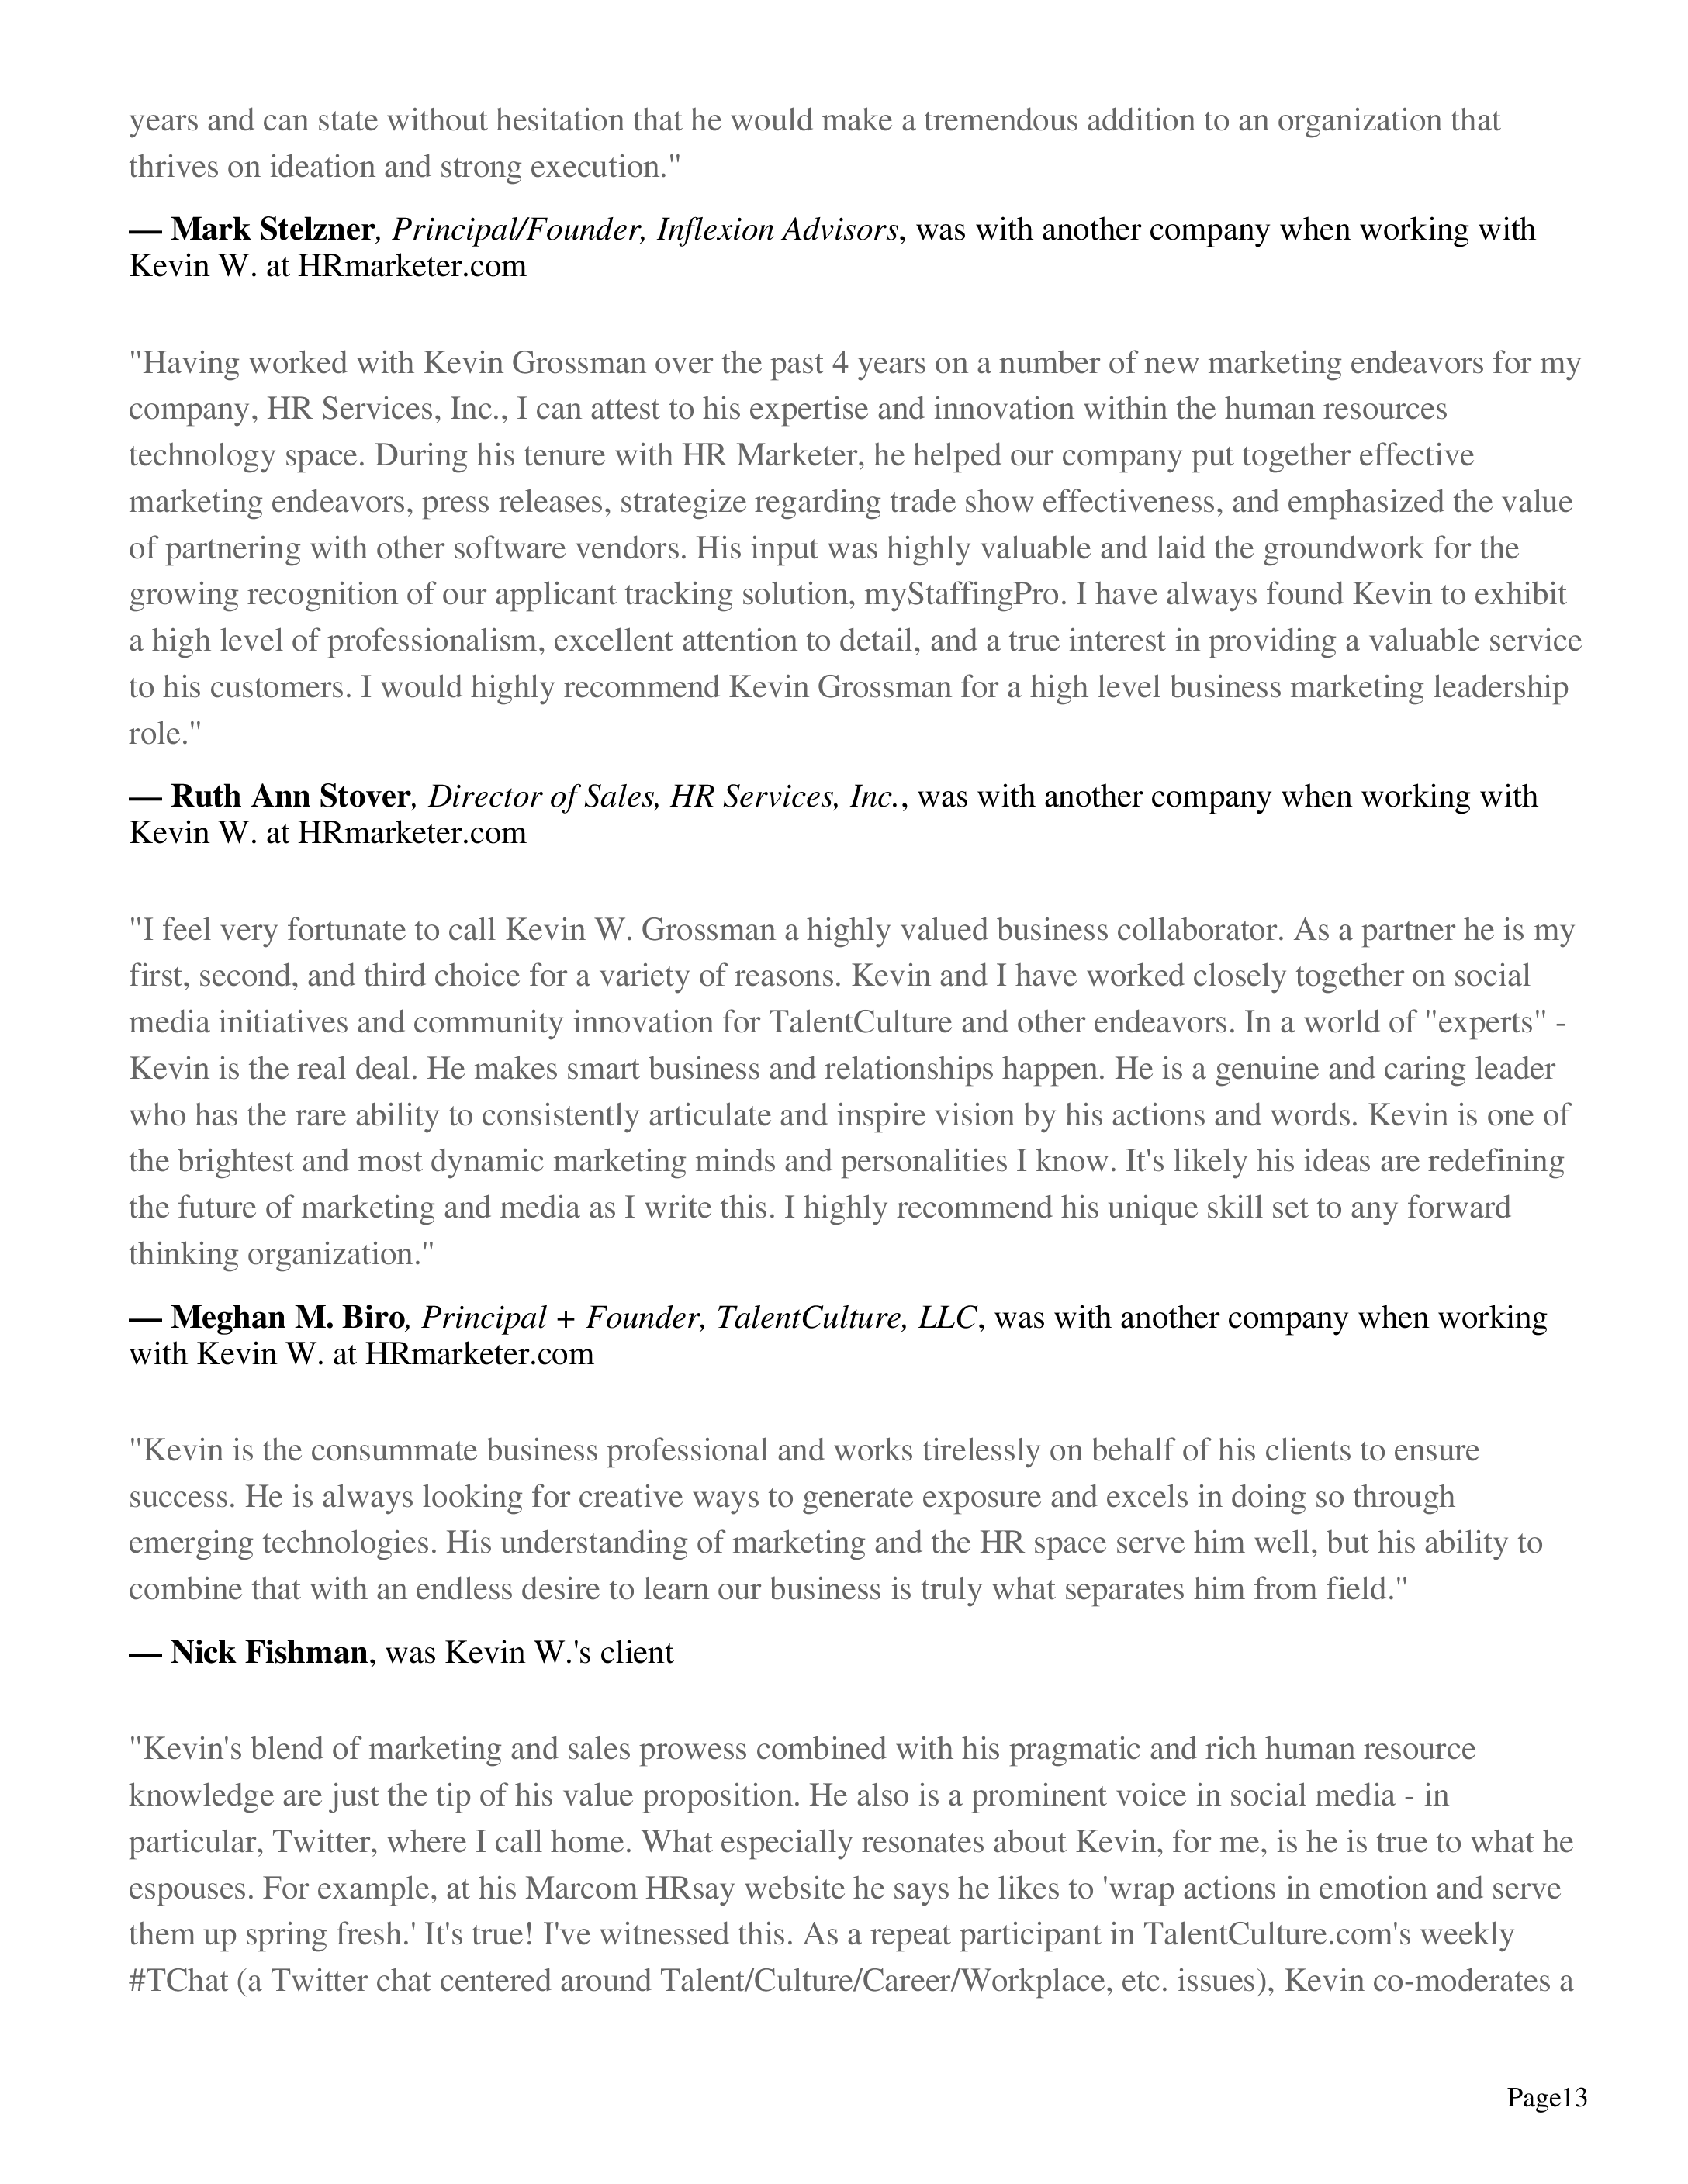 years and can state without hesitation that he would make a tremendous addition to an organization that
thrives on ideation and strong execution."
— Mark Stelzner, Principal/Founder, Inflexion Advisors, was with another company when working with
Kevin W. at HRmarketer.com
"Having worked with Kevin Grossman over the past 4 years on a number of new marketing endeavors for my
company, HR Services, Inc., I can attest to his expertise and innovation within the human resources
technology space. During his tenure with HR Marketer, he helped our company put together effective
marketing endeavors, press releases, strategize regarding trade show effectiveness, and emphasized the value
of partnering with other software vendors. His input was highly valuable and laid the groundwork for the
growing recognition of our applicant tracking solution, myStaffingPro. I have always found Kevin to exhibit
a high level of professionalism, excellent attention to detail, and a true interest in providing a valuable service
to his customers. I would highly recommend Kevin Grossman for a high level business marketing leadership
role."
— Ruth Ann Stover, Director of Sales, HR Services, Inc., was with another company when working with
Kevin W. at HRmarketer.com
"I feel very fortunate to call Kevin W. Grossman a highly valued business collaborator. As a partner he is my
first, second, and third choice for a variety of reasons. Kevin and I have worked closely together on social
media initiatives and community innovation for TalentCulture and other endeavors. In a world of "experts" -
Kevin is the real deal. He makes smart business and relationships happen. He is a genuine and caring leader
who has the rare ability to consistently articulate and inspire vision by his actions and words. Kevin is one of
the brightest and most dynamic marketing minds and personalities I know. It's likely his ideas are redefining
the future of marketing and media as I write this. I highly recommend his unique skill set to any forward
thinking organization."
— Meghan M. Biro, Principal + Founder, TalentCulture, LLC, was with another company when working
with Kevin W. at HRmarketer.com
"Kevin is the consummate business professional and works tirelessly on behalf of his clients to ensure
success. He is always looking for creative ways to generate exposure and excels in doing so through
emerging technologies. His understanding of marketing and the HR space serve him well, but his ability to
combine that with an endless desire to learn our business is truly what separates him from field."
— Nick Fishman, was Kevin W.'s client
"Kevin's blend of marketing and sales prowess combined with his pragmatic and rich human resource
knowledge are just the tip of his value proposition. He also is a prominent voice in social media - in
particular, Twitter, where I call home. What especially resonates about Kevin, for me, is he is true to what he
espouses. For example, at his Marcom HRsay website he says he likes to 'wrap actions in emotion and serve
them up spring fresh.' It's true! I've witnessed this. As a repeat participant in TalentCulture.com's weekly
#TChat (a Twitter chat centered around Talent/Culture/Career/Workplace, etc. issues), Kevin co-moderates a
Page13